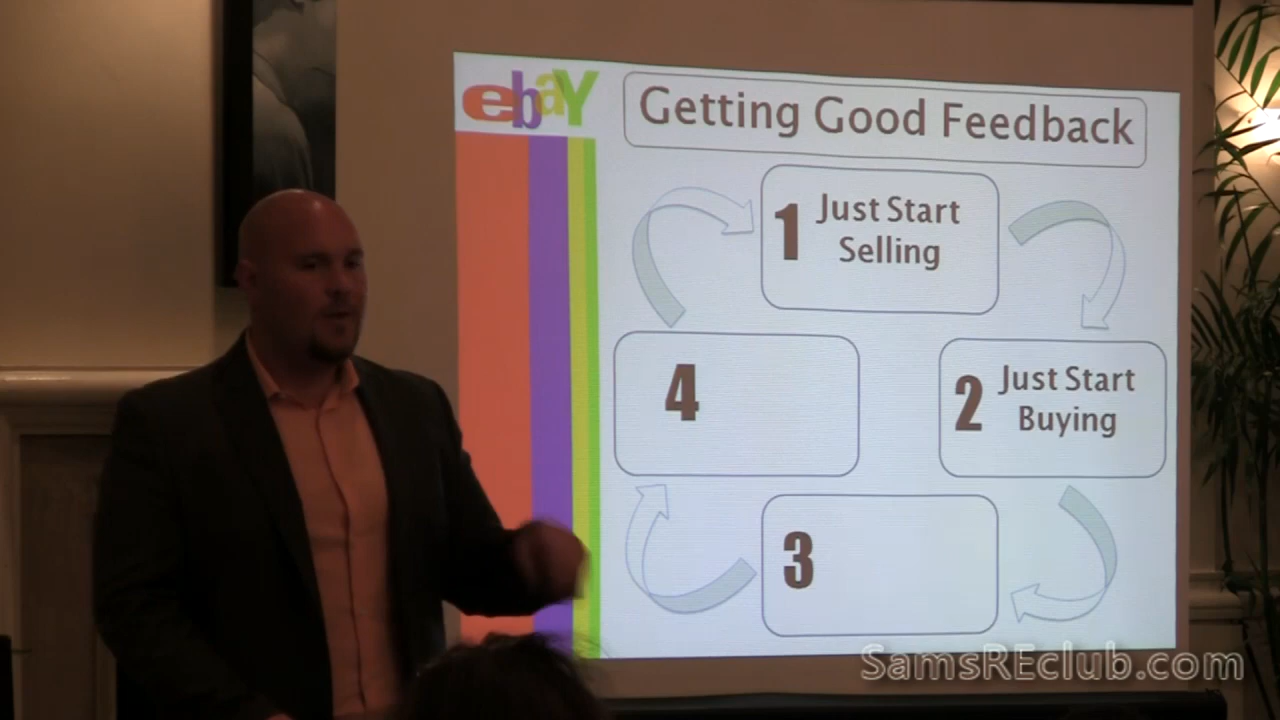 ebaY
Getting Good Feedback
1
Just Start
Selling
2
Just Start
Buying
3
4
SamsREclub.com